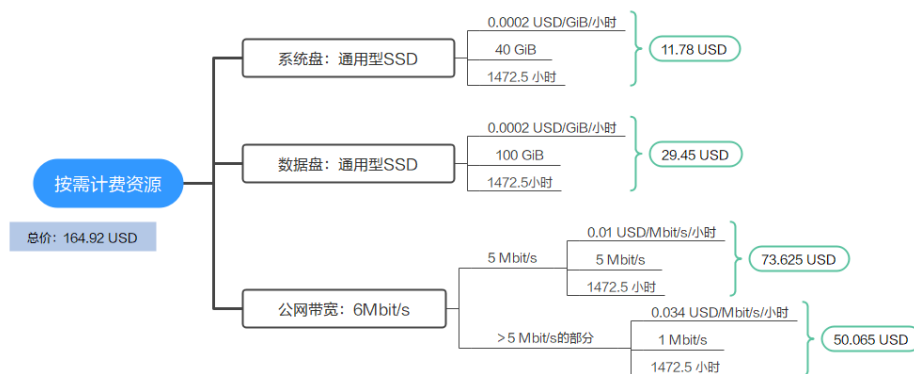 按需计费资源
总价：164.92 USD
系统盘：通用型SSD
0.0002 USD/GiB/小时
40 GiB
1472.5 小时
11.78 USD
数据盘：通用型SSD
0.0002 USD/GiB/小时
100 GiB
1472.5小时
29.45 USD
公网带宽：6Mbit/s
5 Mbit/s
0.01 USD/Mbit/s/小时
5 Mbit/s
1472.5 小时
73.625 USD
＞5 Mbit/s的部分
0.034 USD/Mbit/s/小时
1 Mbit/s
1472.5 小时
50.065 USD